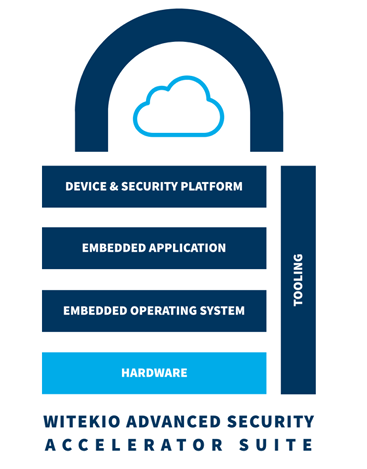 DEVICE & SECURITY PLATFORM
EMBEDDED APPLICATION
EMBEDDED OPERATING SYSTEM
HARDWARE
TOOLING
WITEKIO ADVANCED SECURITY
ACCELERATOR SUITE